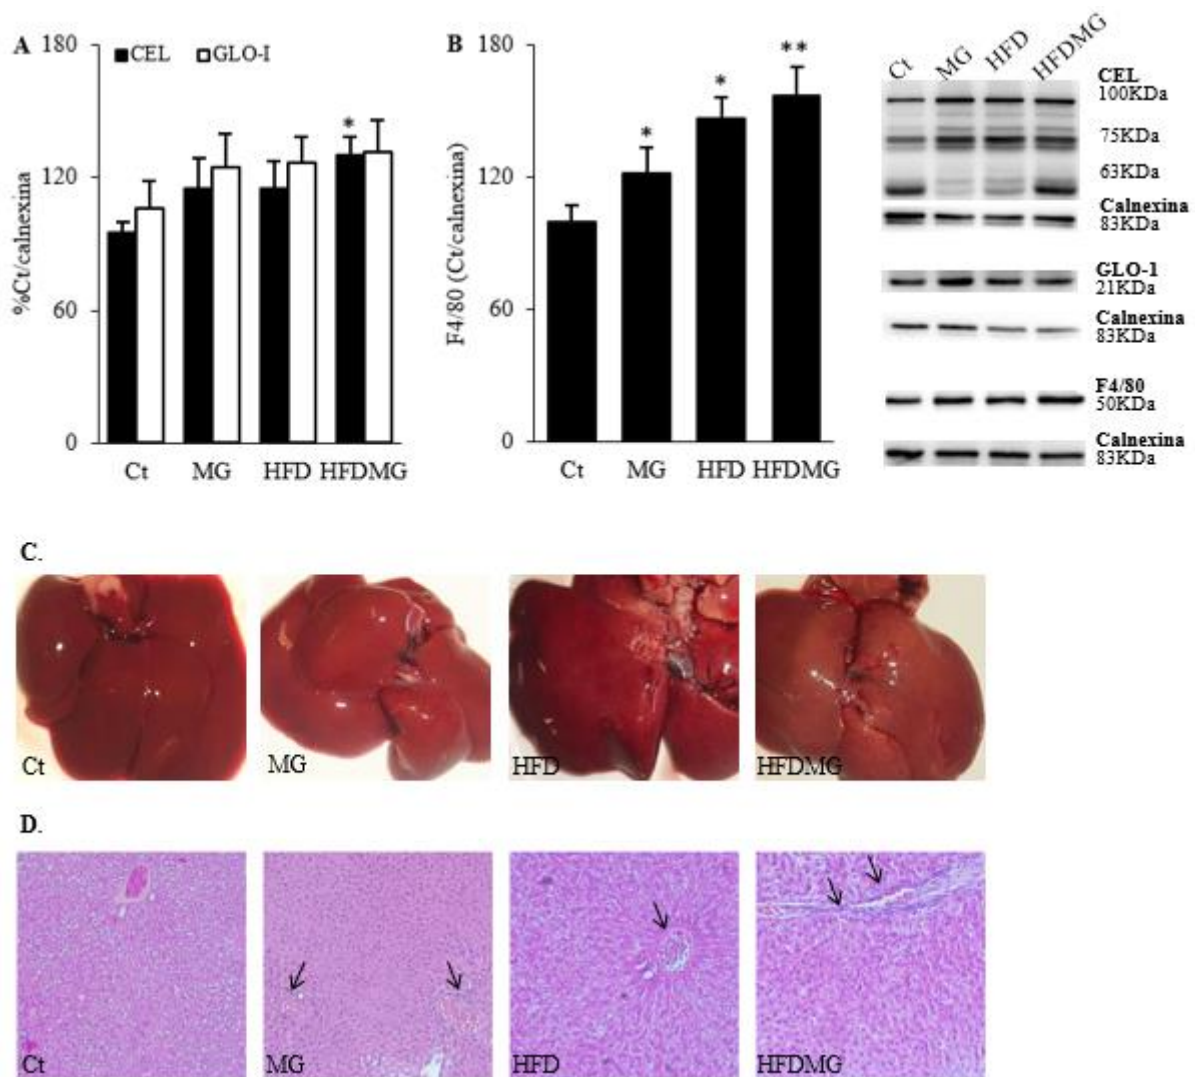 A
180
120
60
0
%Ct/calnexina
CEL GLO-I
*
Ct MG HFD HFDMG
B
180
120
60
0
F4/80 (Ct/calnexina)
*
*
**
Ct MG HFD HFDMG
Ct MG HFD HFDMG
CEL
100KDa
75KDa
63KDa
Calnexina
83KDa
GLO-1
21KDa
Calnexina
83KDa
F4/80
50KDa
Calnexina
83KDa
C.
Ct MG HFD HFDMG
D.
Ct MG HFD HFDMG